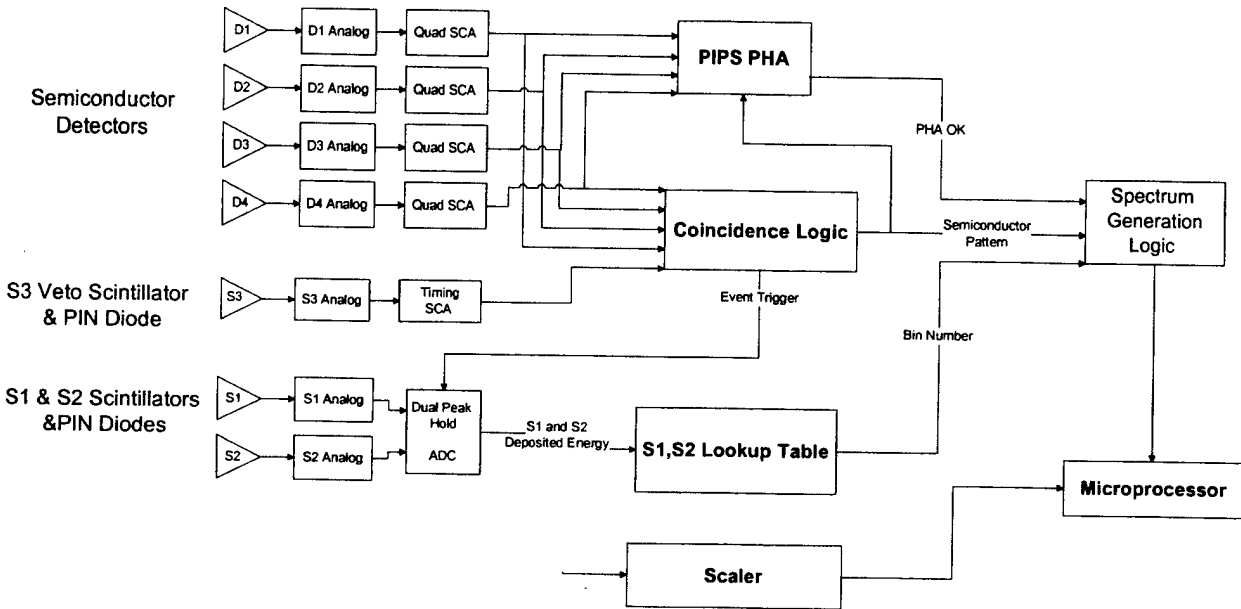 D1
D1 Analog
Quad SCA
PIPS PHA
Semiconductor
Detectors
D2
D2 Analog
Quad SCA
D3
D3 Analog
Quad SCA
PHA OK
D4
D4 Analog
Quad SCA
Coincidence Logic
Semiconductor
Pattern
Spectrum
Generation
Logic
S3 Veto Scintillator
& PIN Diode
S3
S3 Analog
Timing
SCA
Event Trigger
Bin Number
S1 & S2 Scintillators
&PIN Diodes
S1
S1 Analog
S2
S2 Analog
Dual Peak
Hold
ADC
S1 and S2
Deposited Energy
S1,S2 Lookup Table
Microprocessor
Scaler